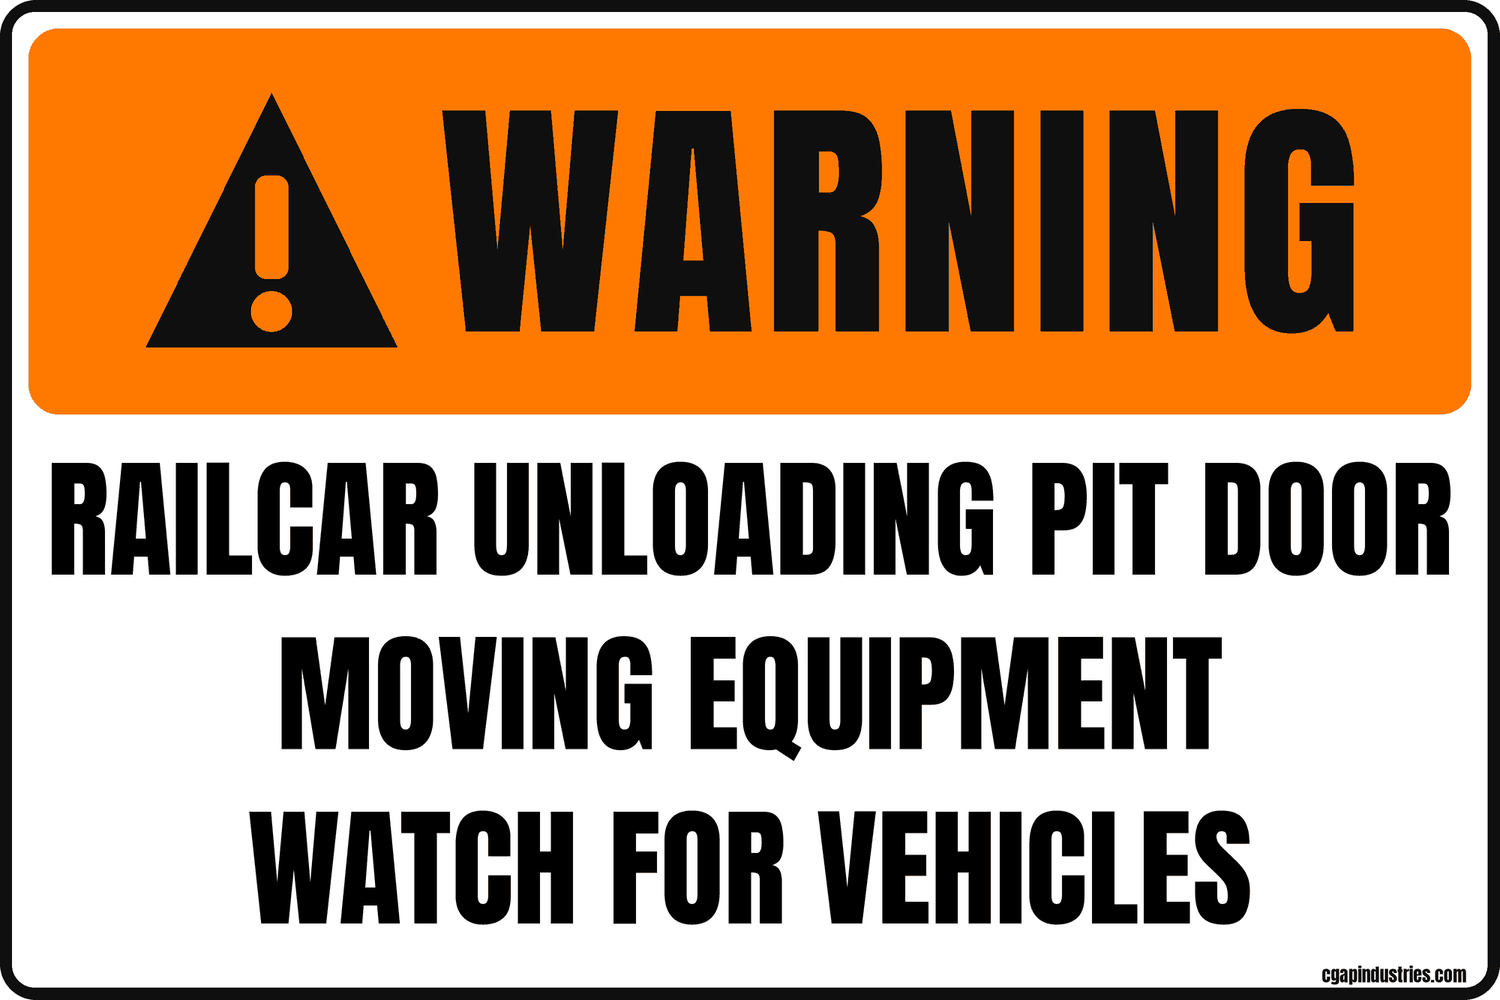 WARNING
RAILCAR UNLOADING PIT DOOR
MOVING EQUIPMENT
WATCH FOR VEHICLES
cgapindustries.com